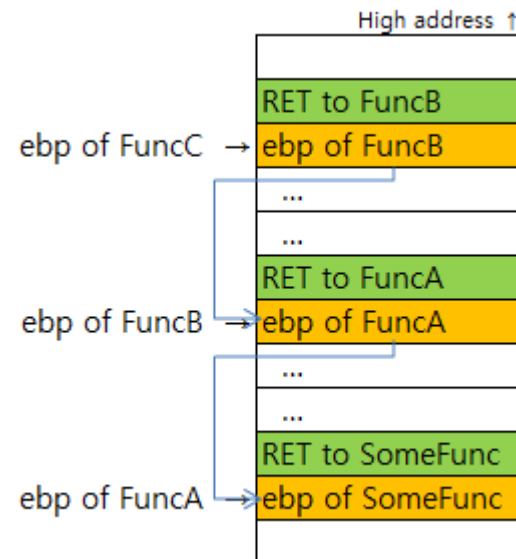 High address ↑
RET to FuncB
ebp of FuncC → ebp of FuncB
...
...
RET to FuncA
ebp of FuncB → ebp of FuncA
...
...
RET to SomeFunc
ebp of FuncA → ebp of SomeFunc